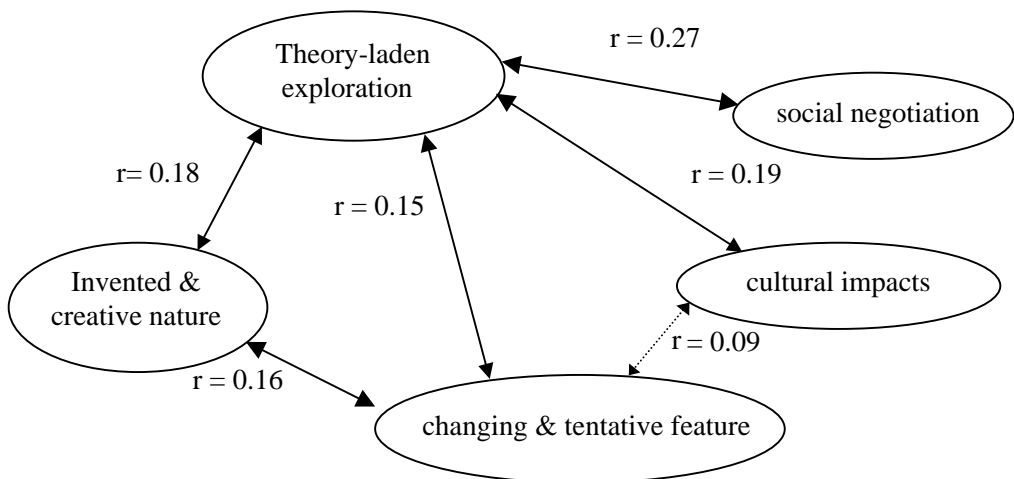 r = 0.27
Theory-laden
exploration
social negotiation
r= 0.18
r = 0.19
r = 0.15
Invented &
creative nature
cultural impacts
r = 0.09
r = 0.16
changing & tentative feature